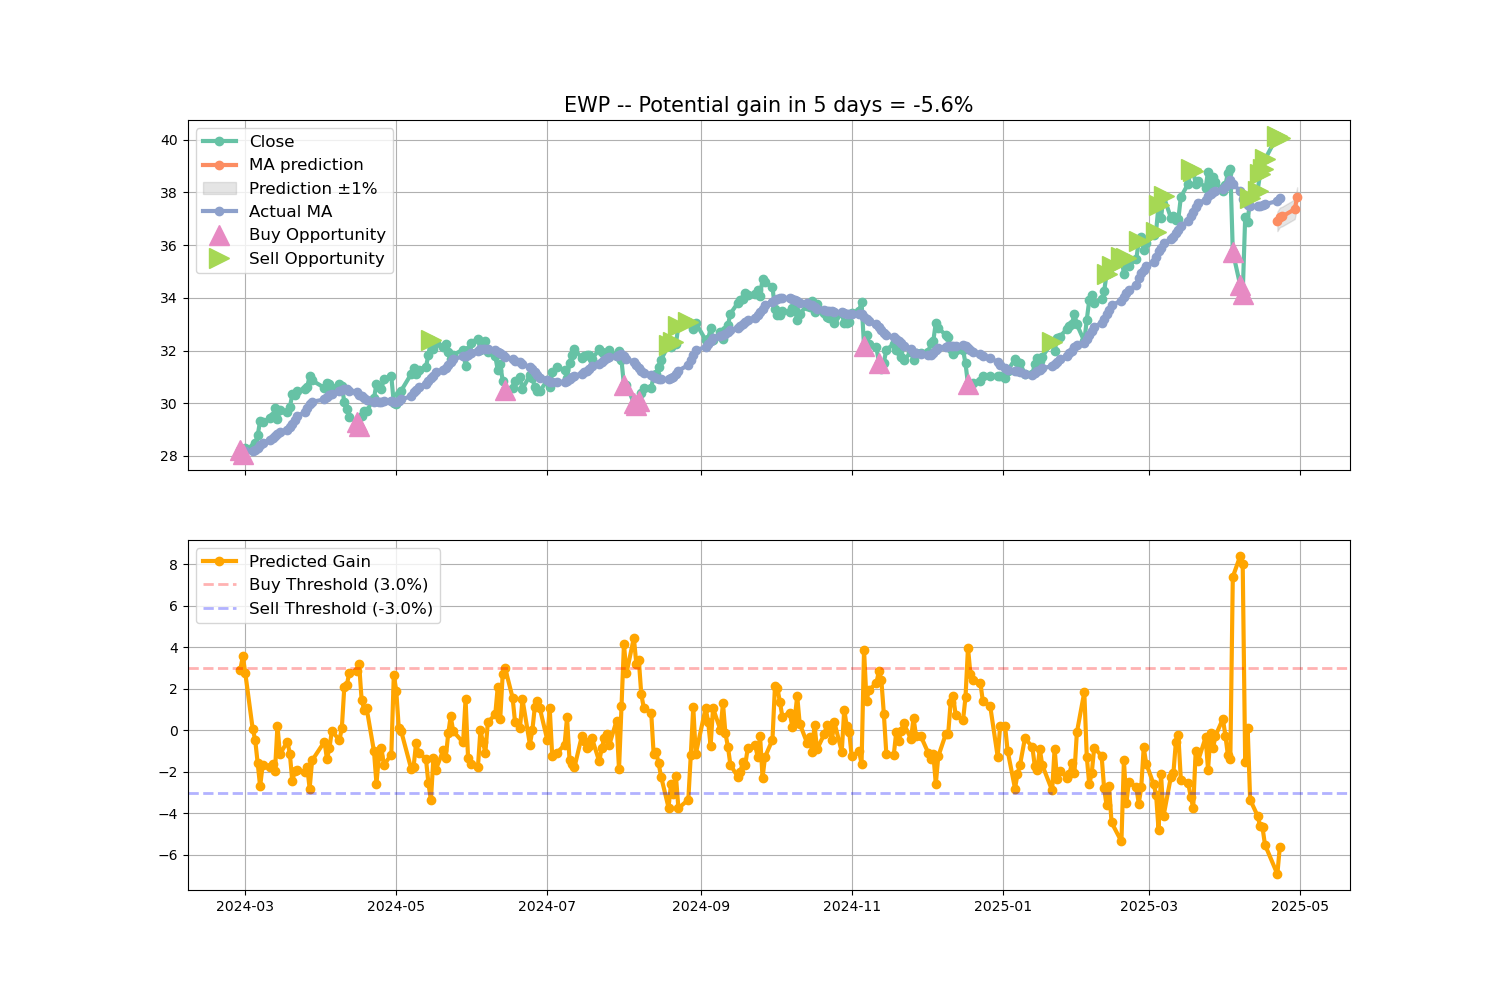 EWP -- Potential gain in 5 days = -5.6%
Close
MA prediction
Prediction ±1%
Actual MA
Buy Opportunity
Sell Opportunity
40
38
36
34
32
30
28
Predicted Gain
Buy Threshold (3.0%)
Sell Threshold (-3.0%)
8
6
4
2
0
−2
−4
−6
2024-03 2024-05 2024-07 2024-09 2024-11 2025-01 2025-03 2025-05